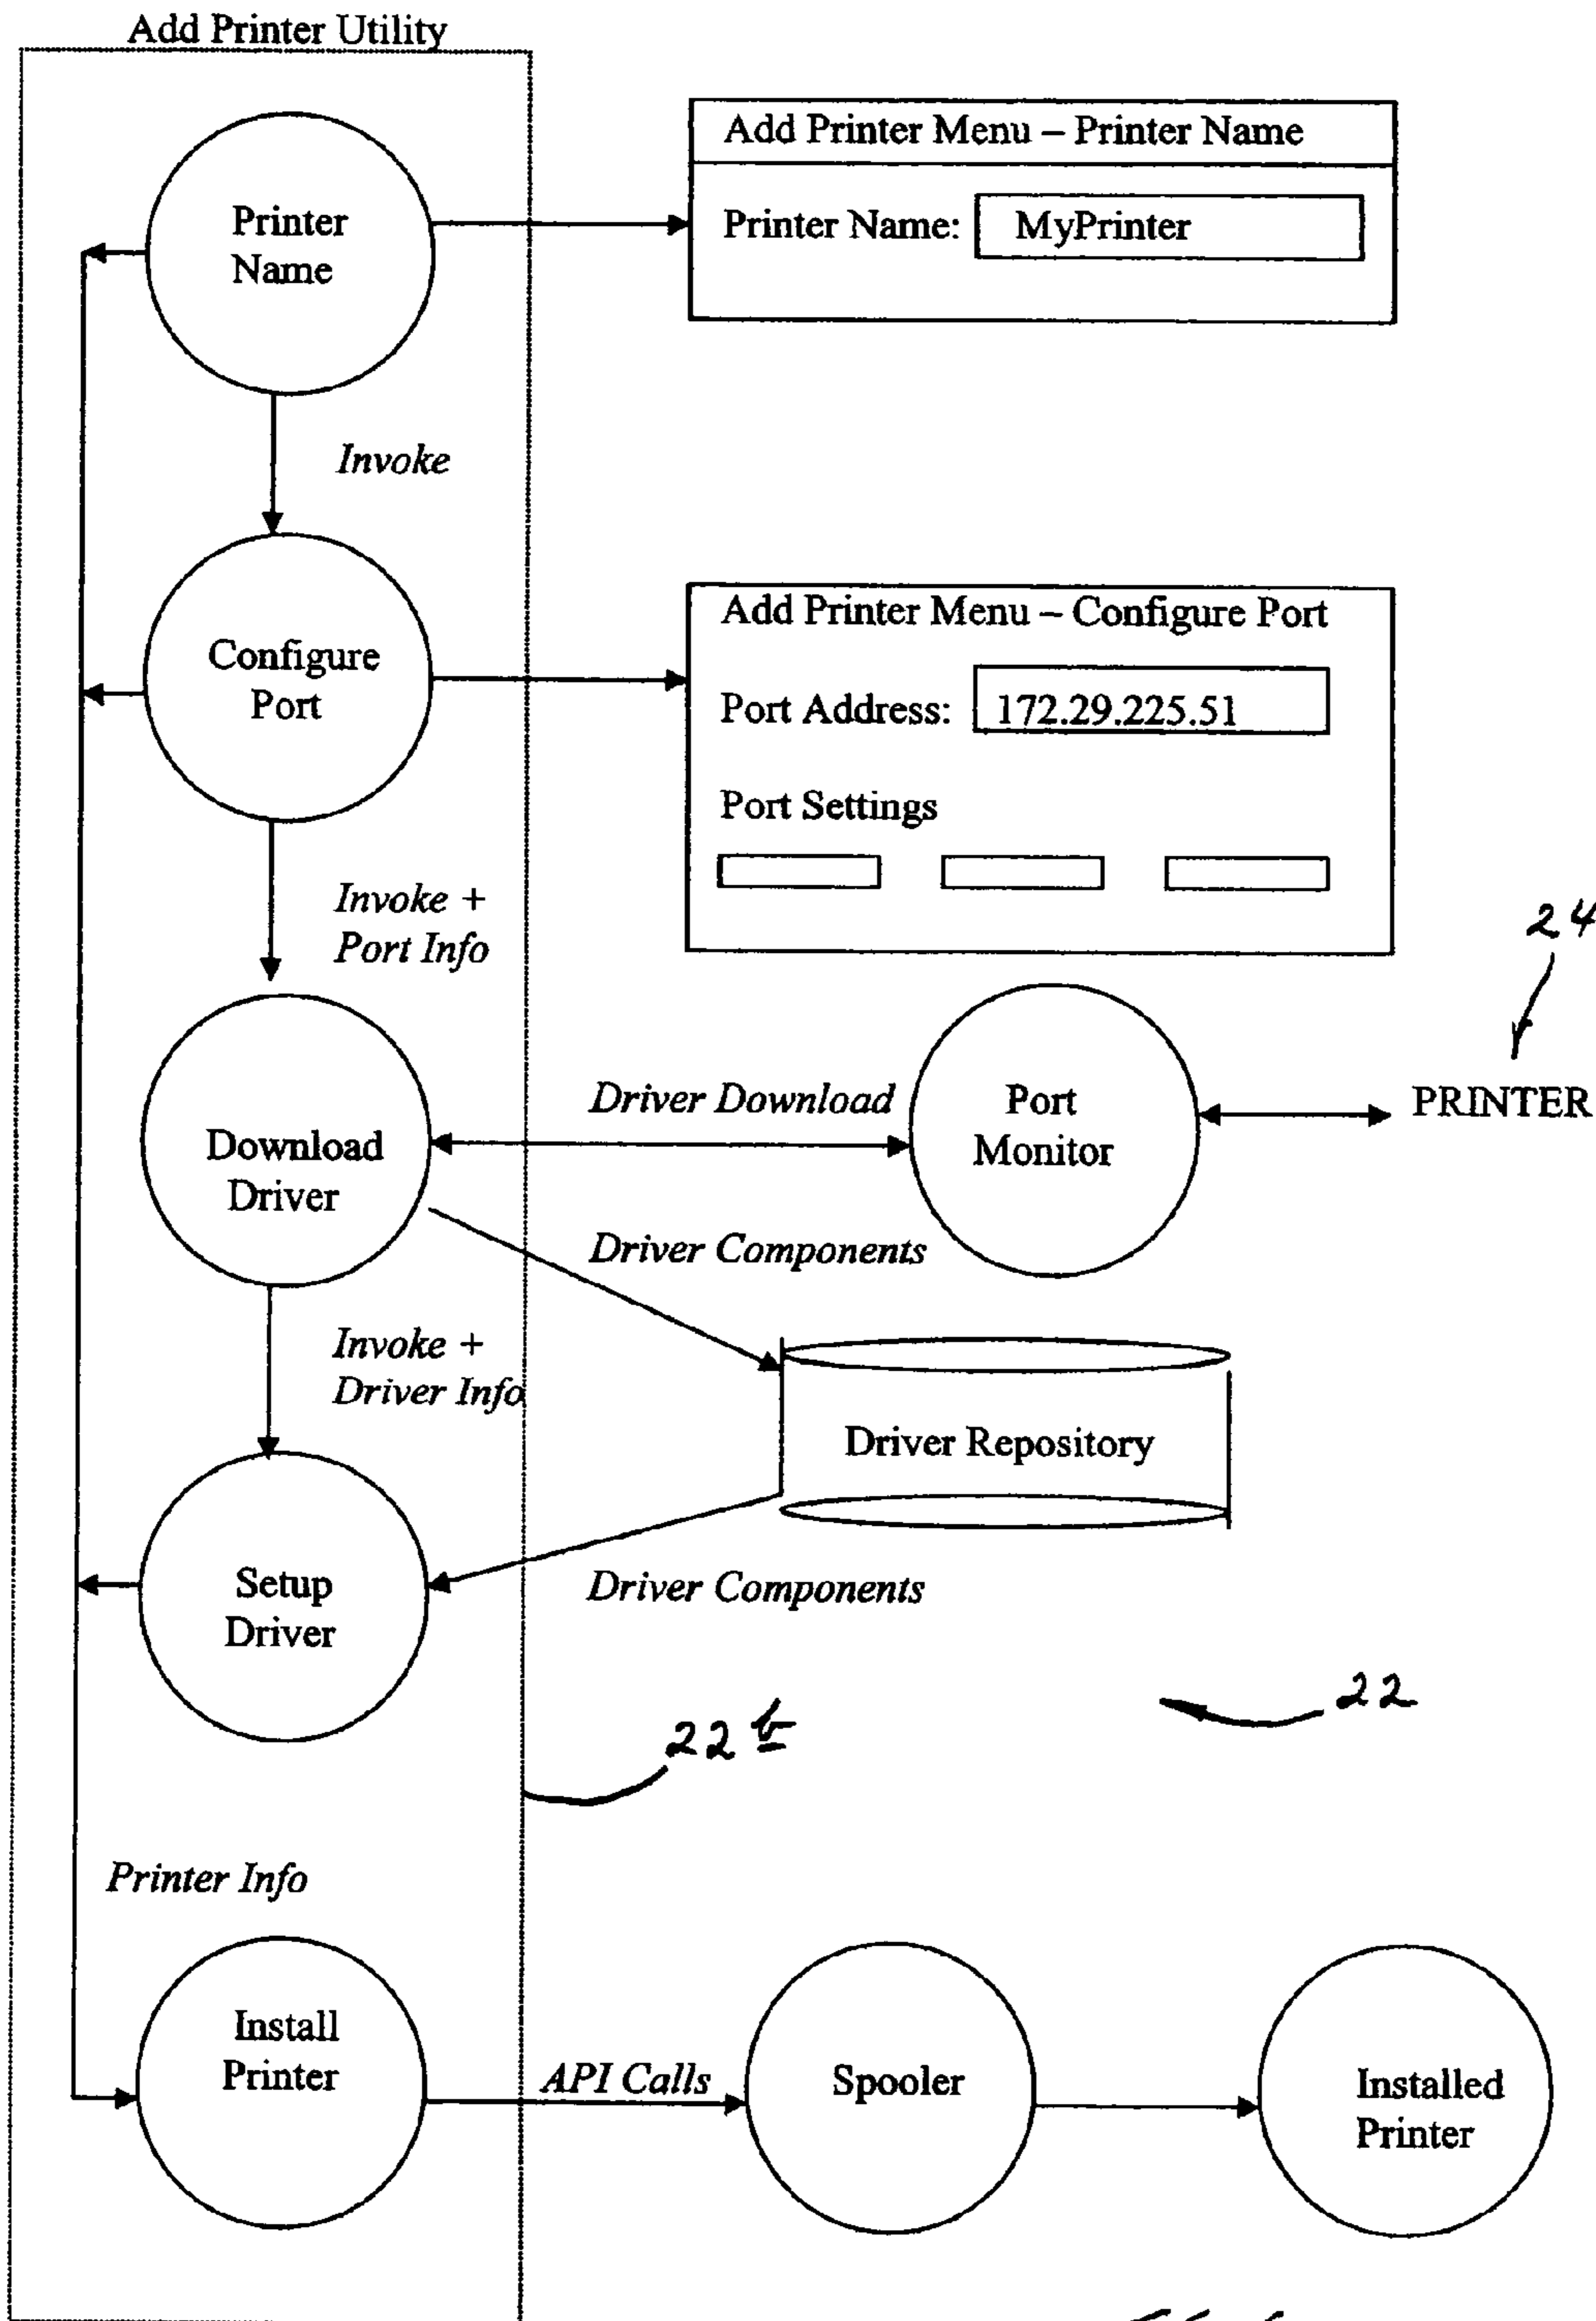 Add Printer Utility
Printer
Name
Add Printer Menu – Printer Name
Printer Name:
MyPrinter
Invoke
Configure
Port
Add Printer Menu – Configure Port
Port Address:
172.29.225.51
Port Settings
Invoke +
Port Info
24
Download
Driver
Driver Download
Port
Monitor
PRINTER
Driver Components
Invoke +
Driver Info
Driver Repository
Setup
Driver
Driver Components
22
22b
Printer Info
Install
Printer
API Calls
Spooler
Installed
Printer